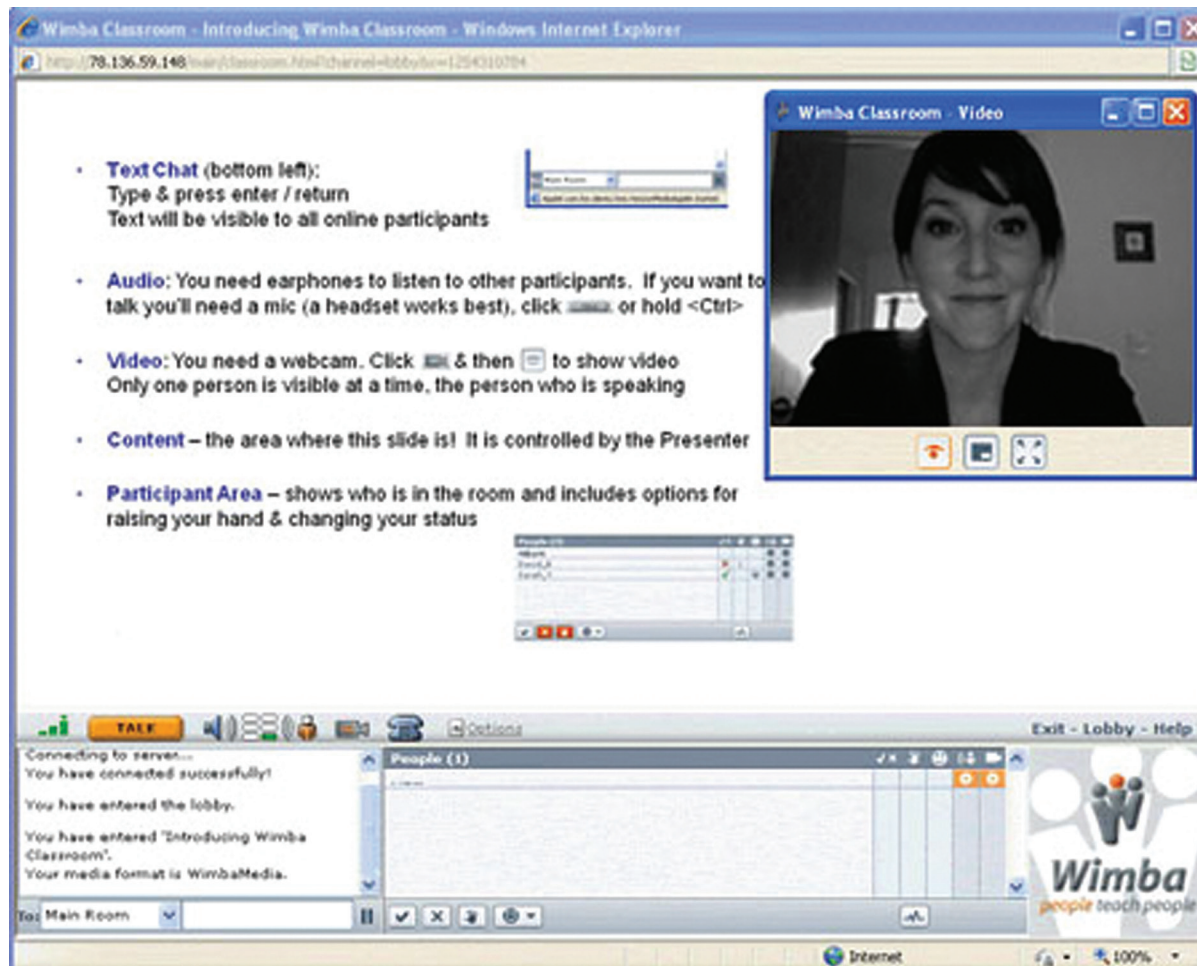 Wimba Classroom - Introducing Wimba Classroom - Windows Internet Explorer
http://78.136.59.148/main/classroom.html?channel=lobby&
Wimba Classroom - Video
• Text Chat (bottom left):
Type & press enter / return
Text will be visible to all online participants
Main Room
• Audio: You need earphones to listen to other participants. If you want to
talk you'll need a mic (a headset works best), click or hold <Ctrl>
• Video: You need a webcam. Click & then to show video
Only one person is visible at a time, the person who is speaking
• Content – the area where this slide is! It is controlled by the Presenter
• Participant Area – shows who is in the room and includes options for
raising your hand & changing your status
TALK
Options
Exit - Lobby - Help
Connecting to server...
You have connected successfully!
You have entered the lobby.
You have entered "Introducing Wimba
Classroom".
Your media format is WimbaMedia.
To: Main Room
People (1)
Wimba
people teach people
Internet
100%